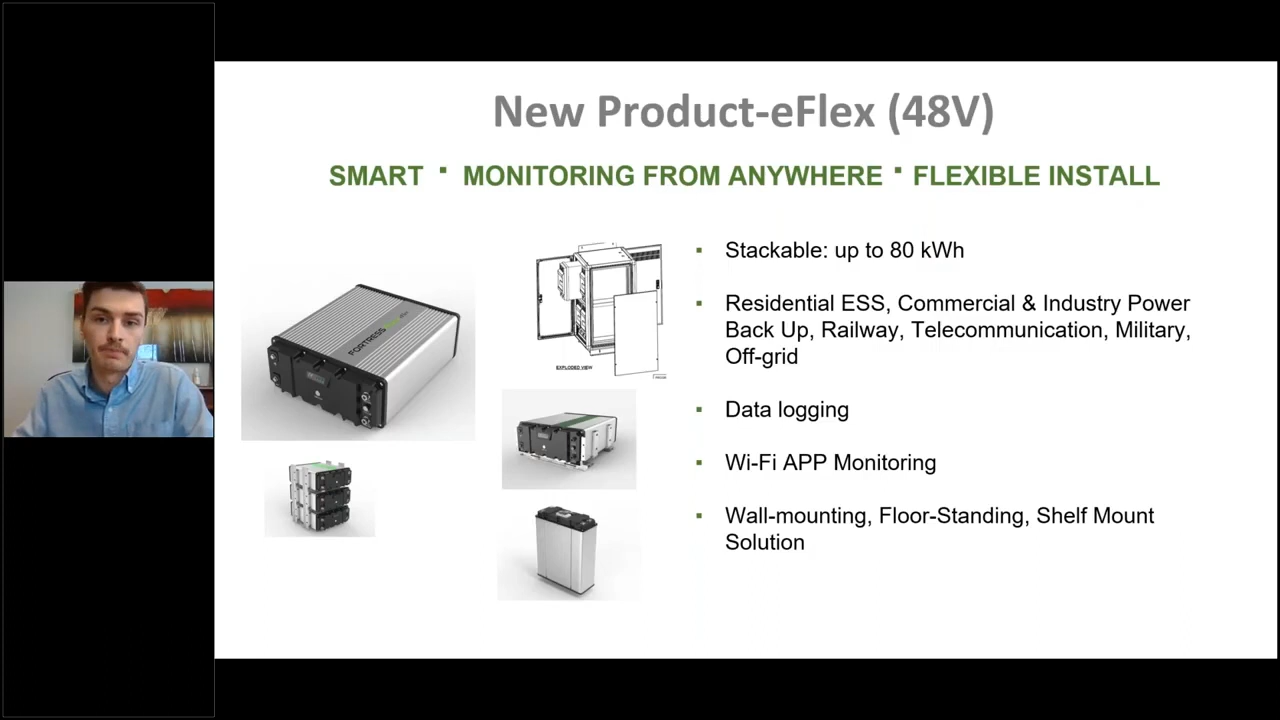 New Product-eFlex (48V)
SMART ▪ MONITORING FROM ANYWHERE ▪ FLEXIBLE INSTALL
▪ Stackable: up to 80 kWh
▪ Residential ESS, Commercial & Industry Power
Back Up, Railway, Telecommunication, Military,
Off-grid
▪ Data logging
▪ Wi-Fi APP Monitoring
▪ Wall-mounting, Floor-Standing, Shelf Mount
Solution
FORTRESS
EXPLODED VIEW